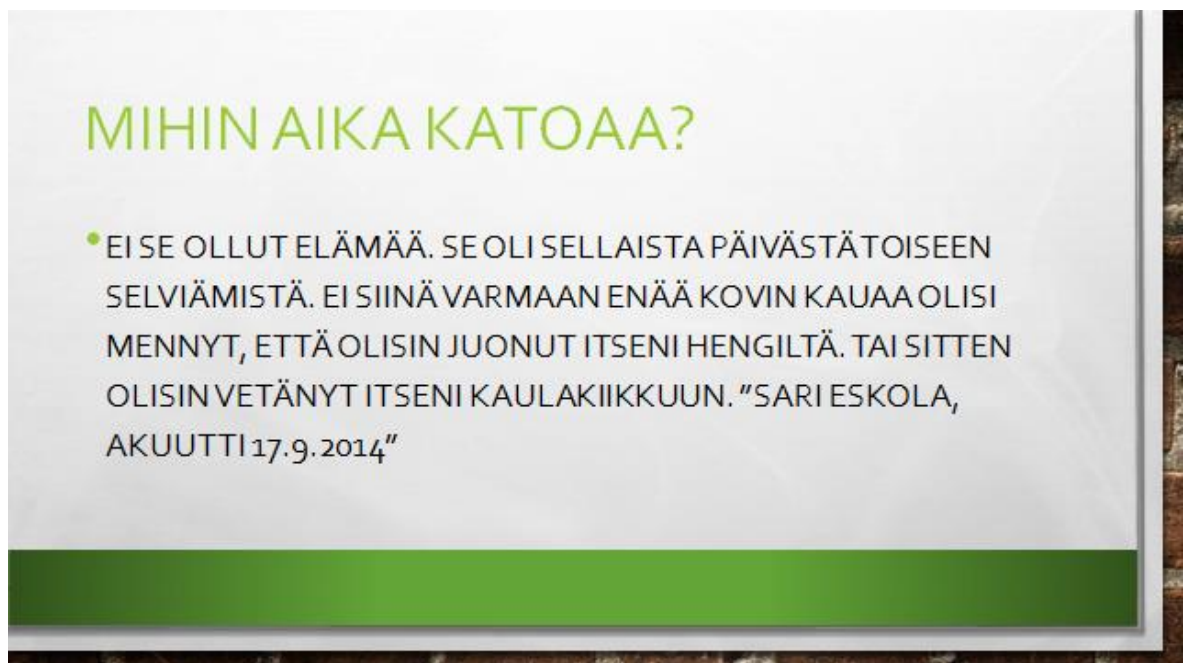 MIHIN AIKA KATOAA?
• EI SE OLLUT ELÄMÄÄ. SE OLI SELLAISTA PÄIVÄSTÄ TOISEEN
SELVIÄMISTÄ. EI SIINÄ VARMAAN ENÄÄ KOVIN KAUAA OLISI
MENNYT, ETTÄ OLISIN JUONUT ITSENI HENGILTÄ. TAI SITTEN
OLISIN VETÄNYT ITSENI KAULAKIIKKUUN. ”SARI ESKOLA,
AKUUTTI 17.9.2014”